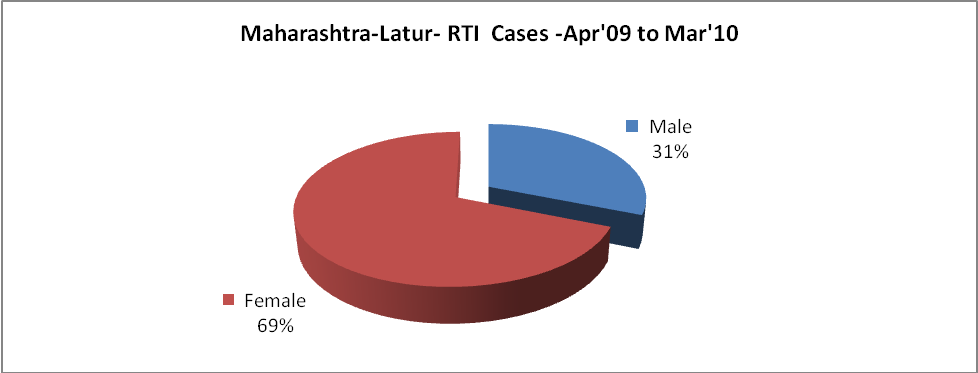 Maharashtra-Latur- RTI  Cases -Apr'09 to Mar'10
Male
31%
Female
69%